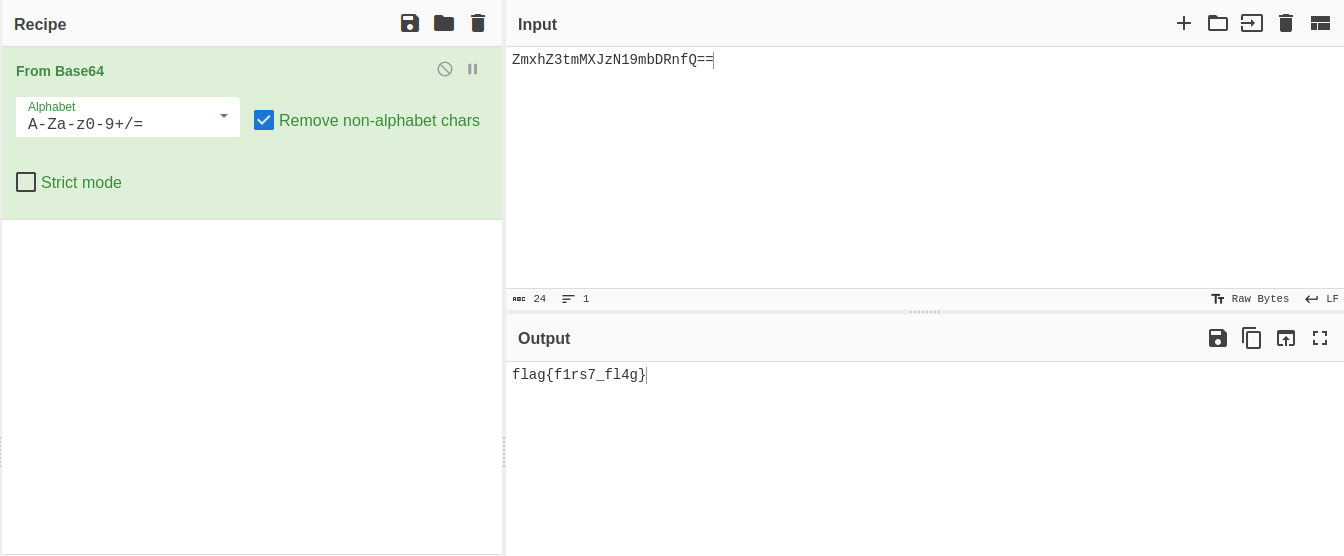 Recipe
From Base64
Alphabet
A-Za-z0-9+/=
Remove non-alphabet chars
Strict mode
Input
ZmxhZ3tmMXJzN19mbDRnfQ==
ABC 24 1
Tт Raw Bytes LF
Output
flag{f1rs7_fl4g}